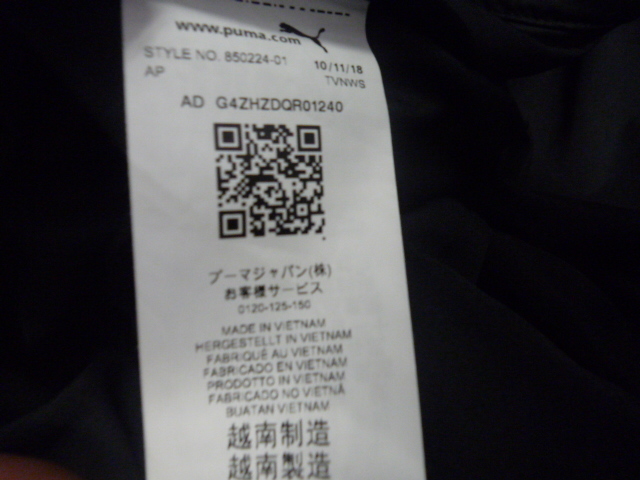 www.puma.com
STYLE NO. 850224-01 10/11/18
AP TVNWS
AD G4ZHZDQR01240
プーマジャパン(株)
お客様サービス
0120-125-150
MADE IN VIETNAM
HERGESTELLT IN VIETNAM
FABRIQUÉ AU VIETNAM
FABRICADO EN VIETNAM
PRODOTTO IN VIETNAM
FABRICADO NO VIETNÃ
BUATAN VIETNAM
越南制造
越南製造